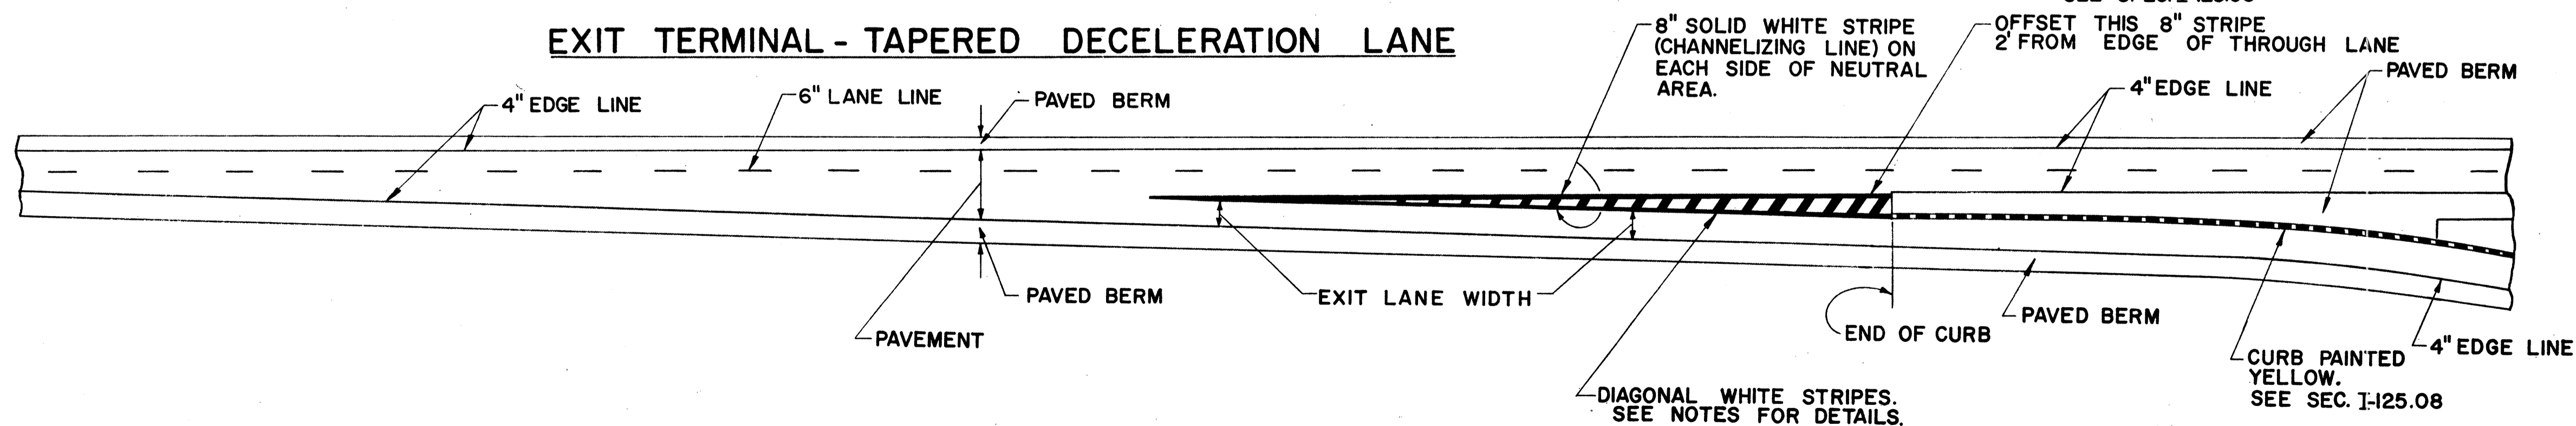 EXIT TERMINAL - TAPERED DECELERATION LANE
8" SOLID WHITE STRIPE
(CHANNELIZING LINE) ON
EACH SIDE OF NEUTRAL
AREA.
OFFSET THIS 8" STRIPE
2' FROM EDGE OF THROUGH LANE
PAVED BERM
4" EDGE LINE
4" EDGE LINE
6" LANE LINE
PAVED BERM
PAVED BERM
PAVEMENT
EXIT LANE WIDTH
END OF CURB
PAVED BERM
4" EDGE LINE
CURB PAINTED
YELLOW.
SEE SEC. I-125.08
DIAGONAL WHITE STRIPES.
SEE NOTES FOR DETAILS.